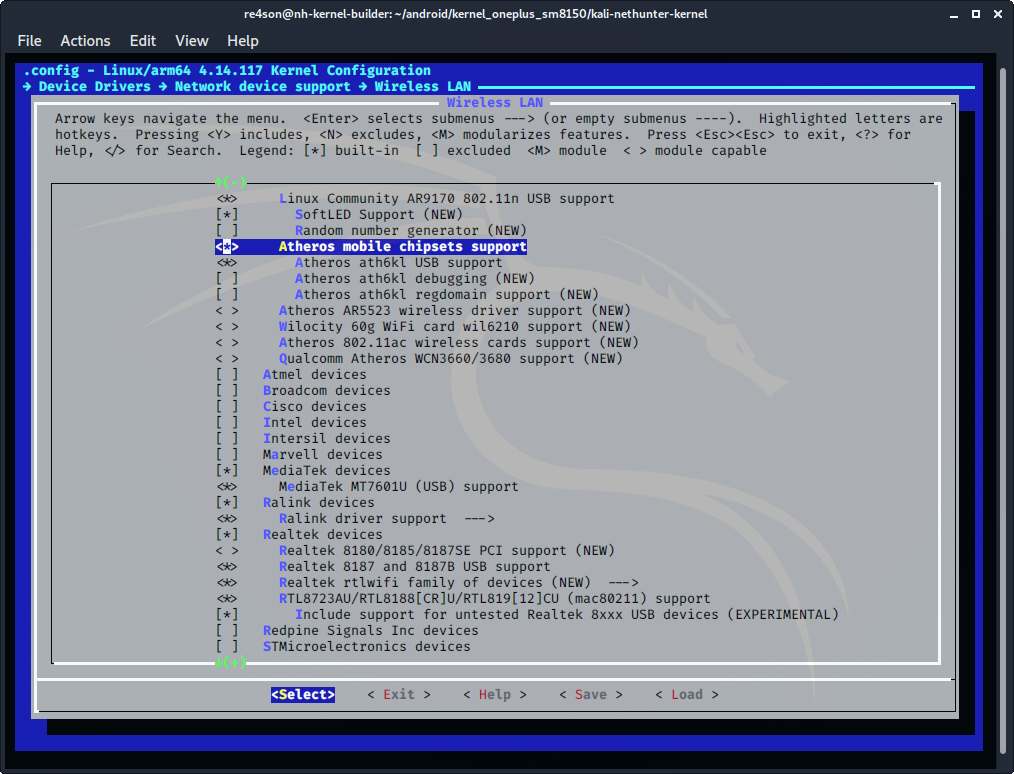 re4son@nh-kernel-builder: ~/android/kernel_oneplus_sm8150/kali-nethunter-kernel
File Actions Edit View Help
.config - Linux/arm64 4.14.117 Kernel Configuration
→ Device Drivers → Network device support → Wireless LAN
Wireless LAN
Arrow keys navigate the menu.  <Enter> selects submenus ---> (or empty submenus ----).  Highlighted letters are
hotkeys.  Pressing <Y> includes, <N> excludes, <M> modularizes features.  Press <Esc><Esc> to exit, <?> for
Help, </> for Search.  Legend: [*] built-in  [ ] excluded  <M> module  < > module capable
↑(-)
<*> Linux Community AR9170 802.11n USB support
[*] SoftLED Support (NEW)
[ ] Random number generator (NEW)
<*> Atheros mobile chipsets support
<*> Atheros ath6kl USB support
[ ] Atheros ath6kl debugging (NEW)
[ ] Atheros ath6kl regdomain support (NEW)
< > Atheros AR5523 wireless driver support (NEW)
< > Wilocity 60g WiFi card wil6210 support (NEW)
< > Atheros 802.11ac wireless cards support (NEW)
< > Qualcomm Atheros WCN3660/3680 support (NEW)
[ ] Atmel devices
[ ] Broadcom devices
[ ] Cisco devices
[ ] Intel devices
[ ] Intersil devices
[ ] Marvell devices
[*] MediaTek devices
<*> MediaTek MT7601U (USB) support
[*] Ralink devices
<*> Ralink driver support  --->
[*] Realtek devices
< > Realtek 8180/8185/8187SE PCI support (NEW)
<*> Realtek 8187 and 8187B USB support
<*> Realtek rtlwifi family of devices (NEW)  --->
<*> RTL8723AU/RTL8188[CR]U/RTL819[12]CU (mac80211) support
[*] Include support for untested Realtek 8xxx USB devices (EXPERIMENTAL)
[ ] Redpine Signals Inc devices
[ ] STMicroelectronics devices
↓(+)
<Select> < Exit > < Help > < Save > < Load >